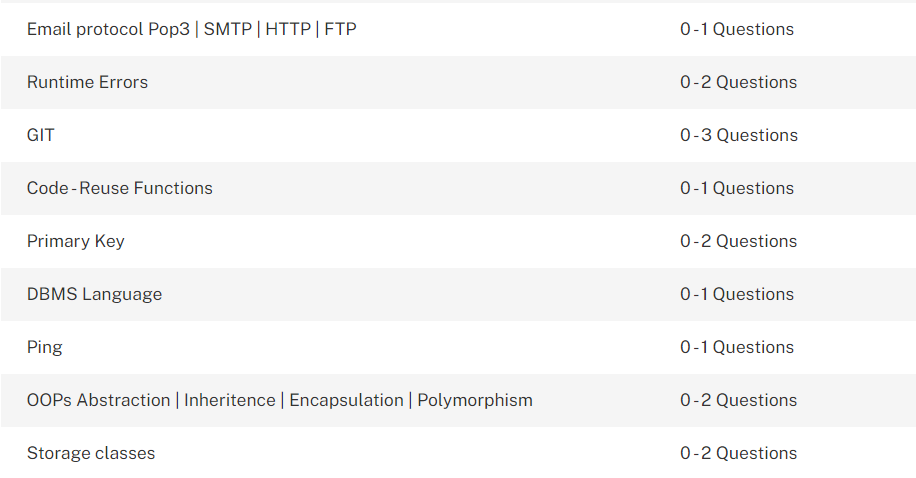 Email protocol Pop3 | SMTP | HTTP | FTP 0-1 Questions
Runtime Errors 0-2 Questions
GIT 0-3 Questions
Code-Reuse Functions 0-1 Questions
Primary Key 0-2 Questions
DBMS Language 0-1 Questions
Ping 0-1 Questions
OOPs Abstraction | Inheritence | Encapsulation | Polymorphism 0-2 Questions
Storage classes 0-2 Questions